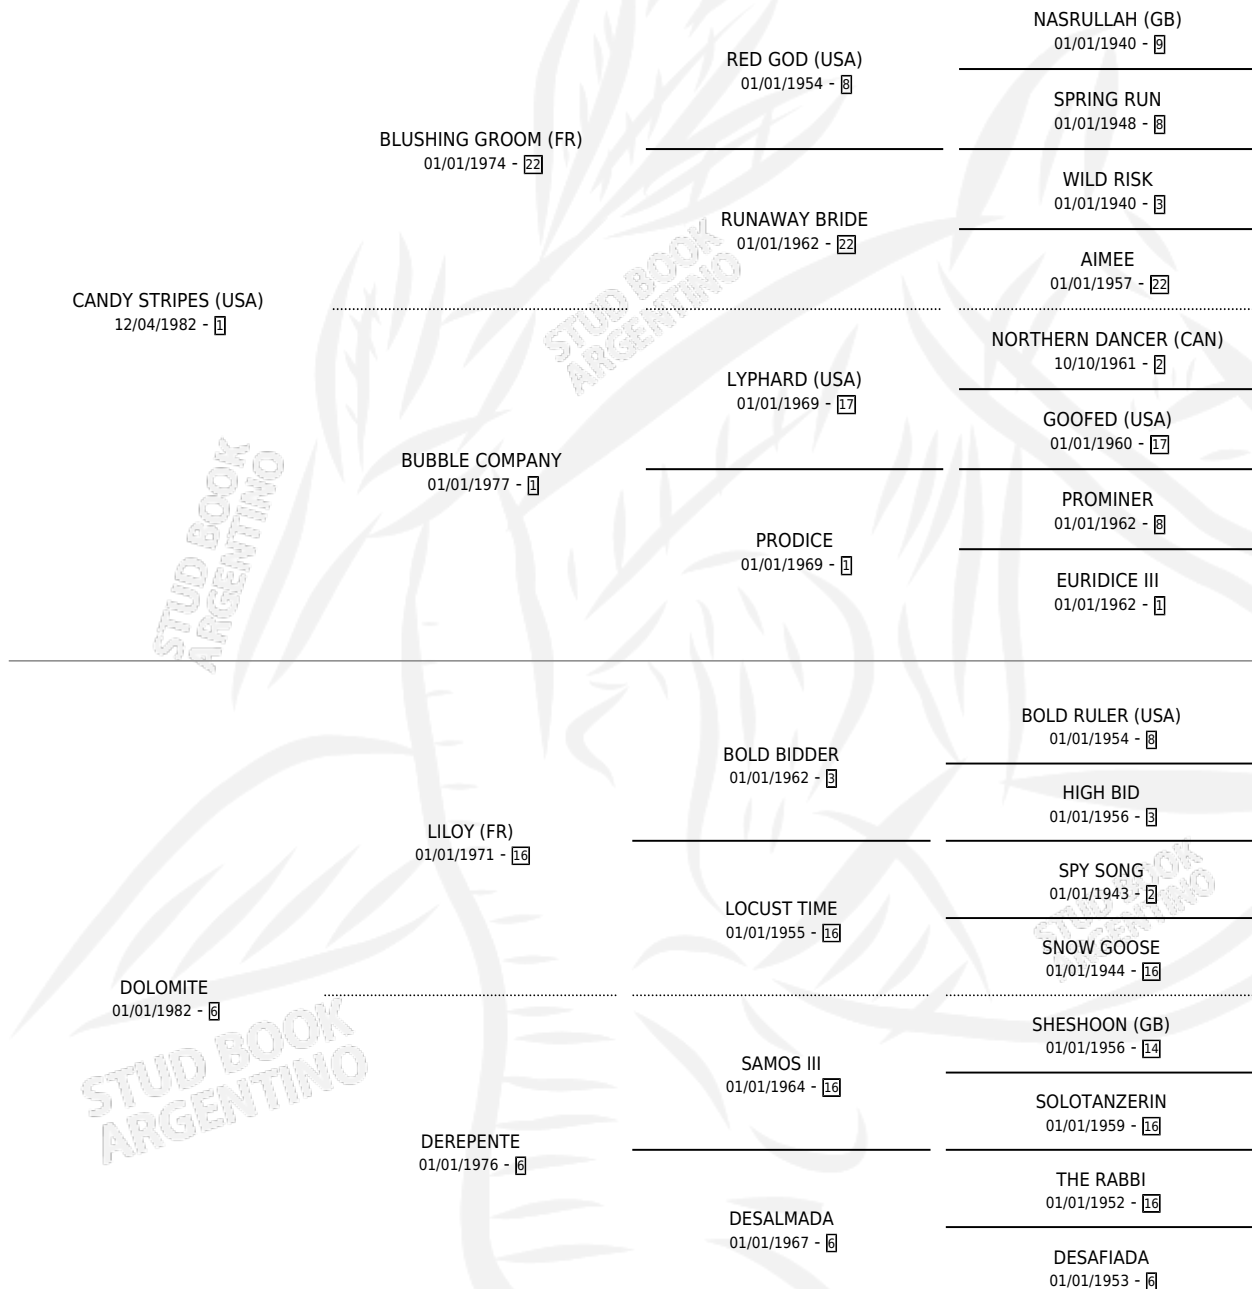 NASRULLAH (GB)
01/01/1940 - 9
RED GOD (USA)
01/01/1954 - 8
SPRING RUN
01/01/1948 - 8
BLUSHING GROOM (FR)
01/01/1974 - 22
WILD RISK
01/01/1940 - 3
RUNAWAY BRIDE
01/01/1962 - 22
AIMEE
01/01/1957 - 22
CANDY STRIPES (USA)
12/04/1982 - 1
NORTHERN DANCER (CAN)
10/10/1961 - 2
LYPHARD (USA)
01/01/1969 - 17
GOOFED (USA)
01/01/1960 - 17
BUBBLE COMPANY
01/01/1977 - 1
PROMINER
01/01/1962 - 8
PRODICE
01/01/1969 - 1
EURIDICE III
01/01/1962 - 1
BOLD RULER (USA)
01/01/1954 - 8
BOLD BIDDER
01/01/1962 - 3
HIGH BID
01/01/1956 - 3
LILOY (FR)
01/01/1971 - 16
SPY SONG
01/01/1943 - 2
LOCUST TIME
01/01/1955 - 16
SNOW GOOSE
01/01/1944 - 16
DOLOMITE
01/01/1982 - 6
SHESHOON (GB)
01/01/1956 - 14
SAMOS III
01/01/1964 - 16
SOLOTANZERIN
01/01/1959 - 16
DEREPENTE
01/01/1976 - 6
THE RABBI
01/01/1952 - 16
DESALMADA
01/01/1967 - 6
DESAFIADA
01/01/1953 - 6
STUD BOOK
ARGENTINO
STUD BOOK
ARGENTINO
STUD BOOK
ARGENTINO
STUD BOOK
ARGENTINO